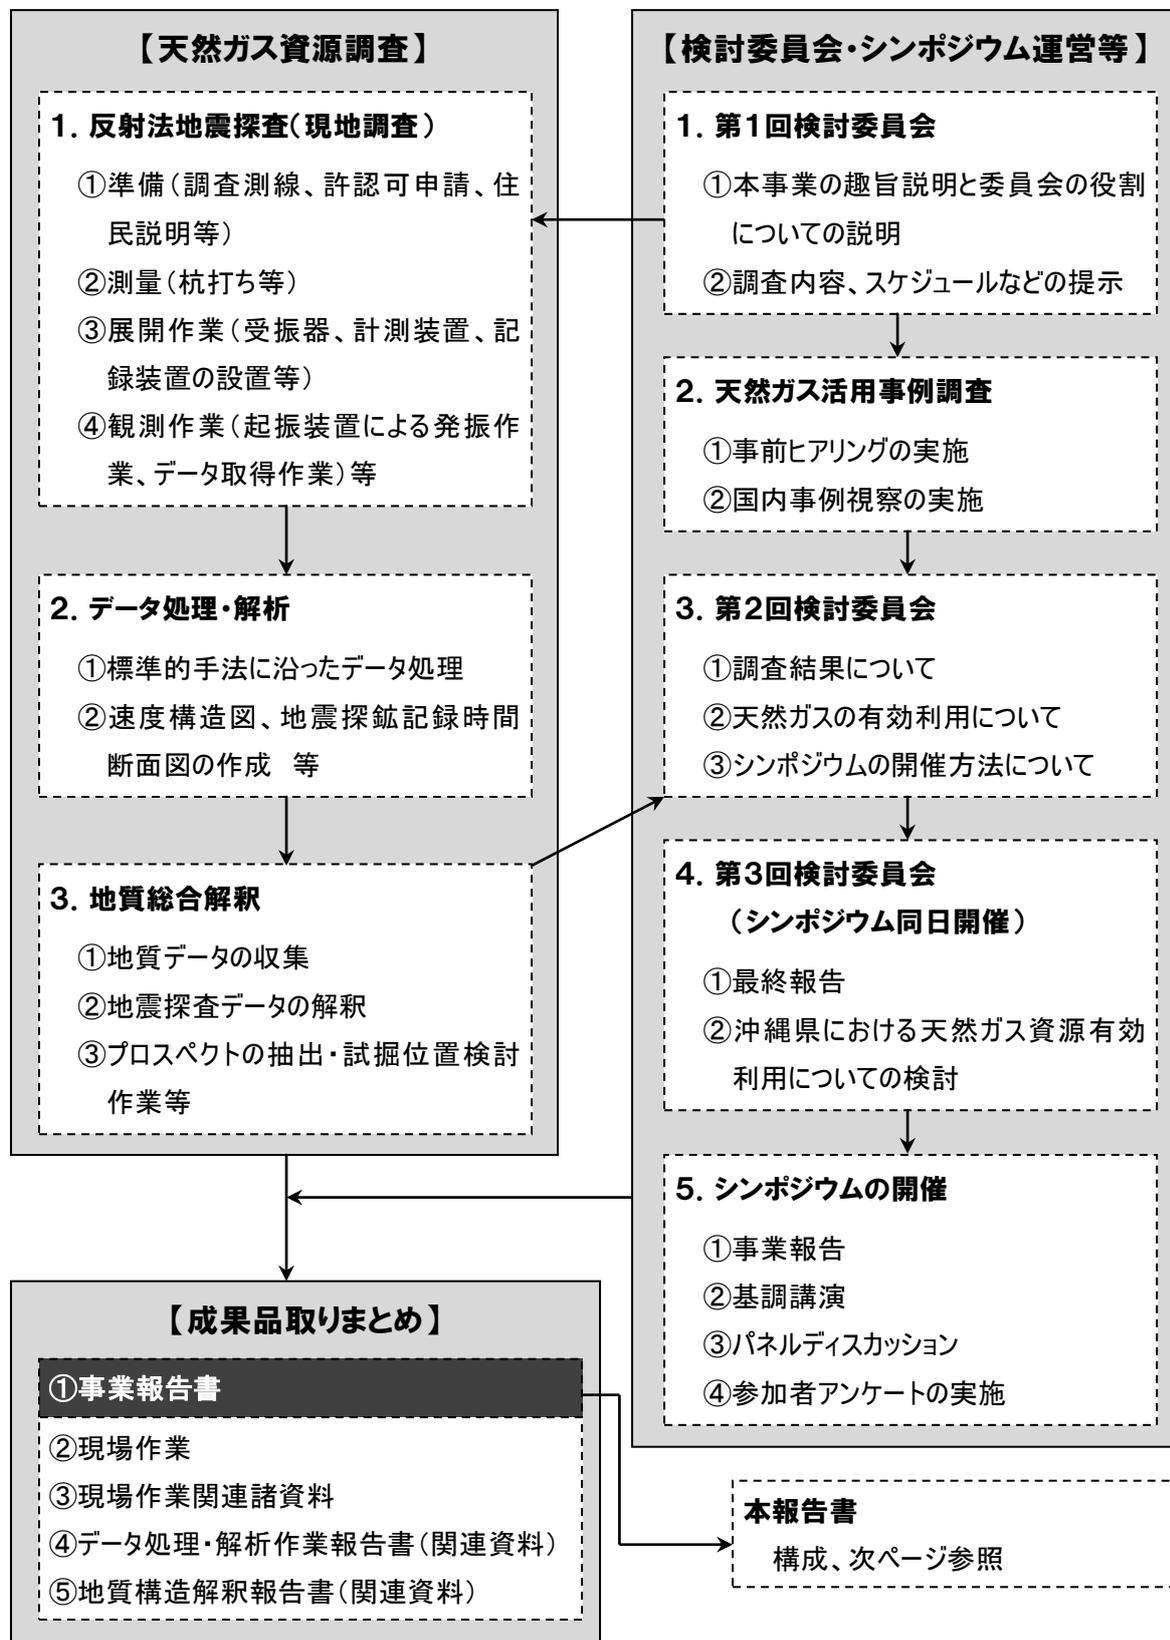 【天然ガス資源調査】
1．反射法地震探査（現地調査）
①準備（調査測線、許認可申請、住
民説明等）
②測量（杭打ち等）
③展開作業（受振器、計測装置、記
録装置の設置等）
④観測作業（起振装置による発振作
業、データ取得作業）等
2．データ処理・解析
①標準的手法に沿ったデータ処理
②速度構造図、地震探鉱記録時間
断面図の作成　等
3．地質総合解釈
①地質データの収集
②地震探査データの解釈
③プロスペクトの抽出・試掘位置検討
作業等
【検討委員会・シンポジウム運営等】
1．第1回検討委員会
①本事業の趣旨説明と委員会の役割
についての説明
②調査内容、スケジュールなどの提示
2．天然ガス活用事例調査
①事前ヒアリングの実施
②国内事例視察の実施
3．第2回検討委員会
①調査結果について
②天然ガスの有効利用について
③シンポジウムの開催方法について
4．第3回検討委員会
（シンポジウム同日開催）
①最終報告
②沖縄県における天然ガス資源有効
利用についての検討
5．シンポジウムの開催
①事業報告
②基調講演
③パネルディスカッション
④参加者アンケートの実施
【成果品取りまとめ】
①事業報告書
②現場作業
③現場作業関連諸資料
④データ処理・解析作業報告書（関連資料）
⑤地質構造解釈報告書（関連資料）
本報告書
構成、次ページ参照